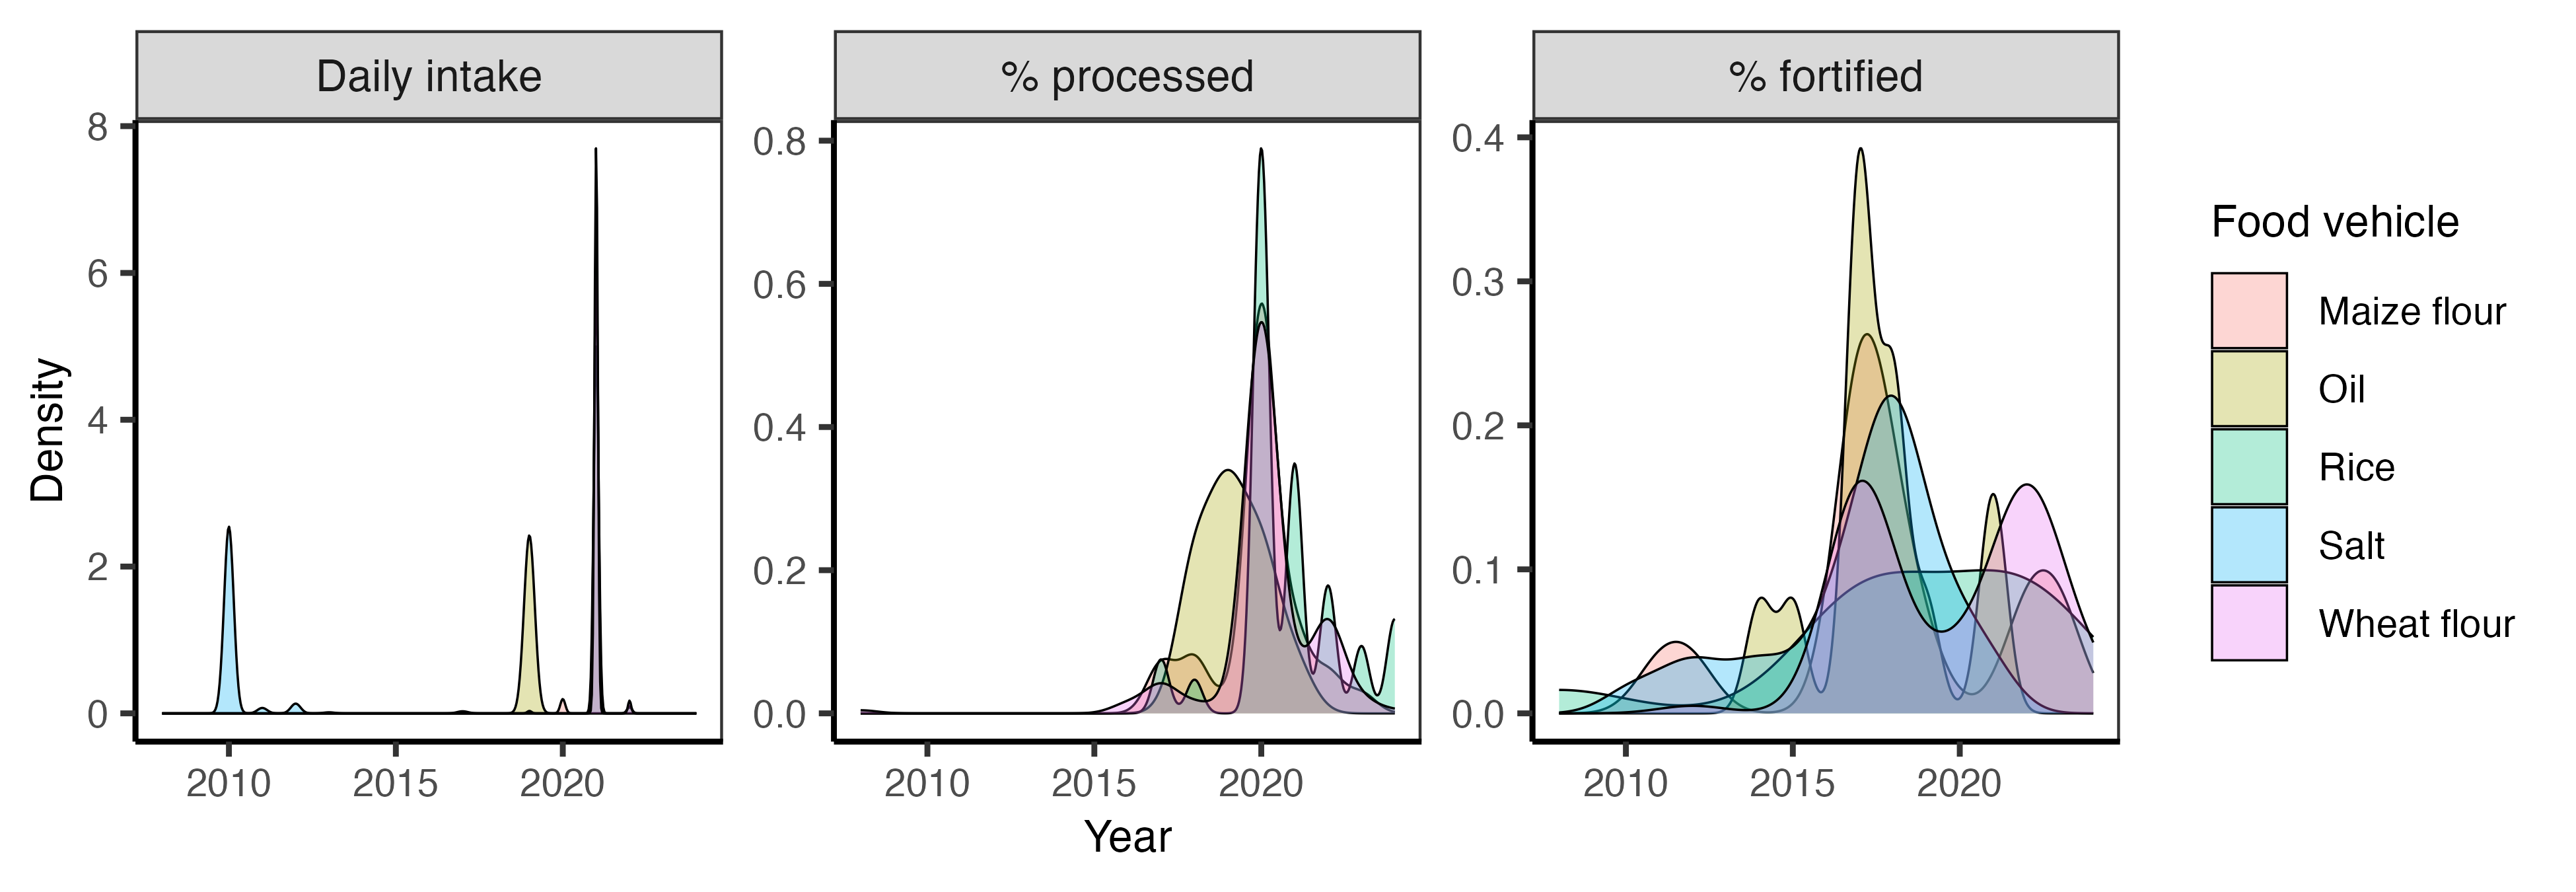 Daily intake
% processed
% fortified
Density
8
6
4
2
0
0.8
0.6
0.4
0.2
0.0
0.4
0.3
0.2
0.1
0.0
2010 2015 2020
2010 2015 2020
2010 2015 2020
Year
Food vehicle
Maize flour
Oil
Rice
Salt
Wheat flour